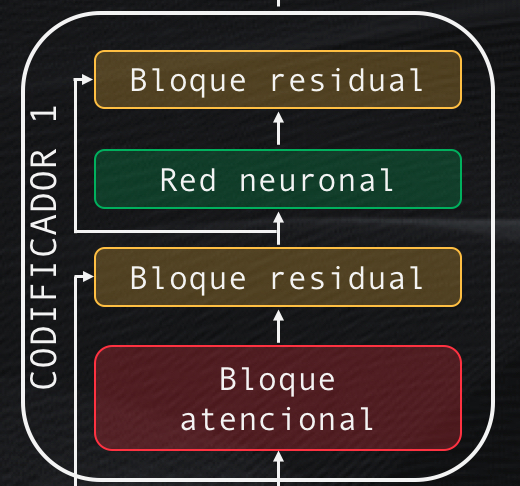 CODIFICADOR 1
Bloque residual
Red neuronal
Bloque residual
Bloque
atencional